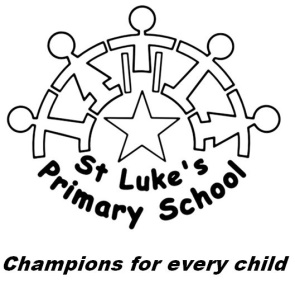 St Luke's
Primary School
Champions for every child